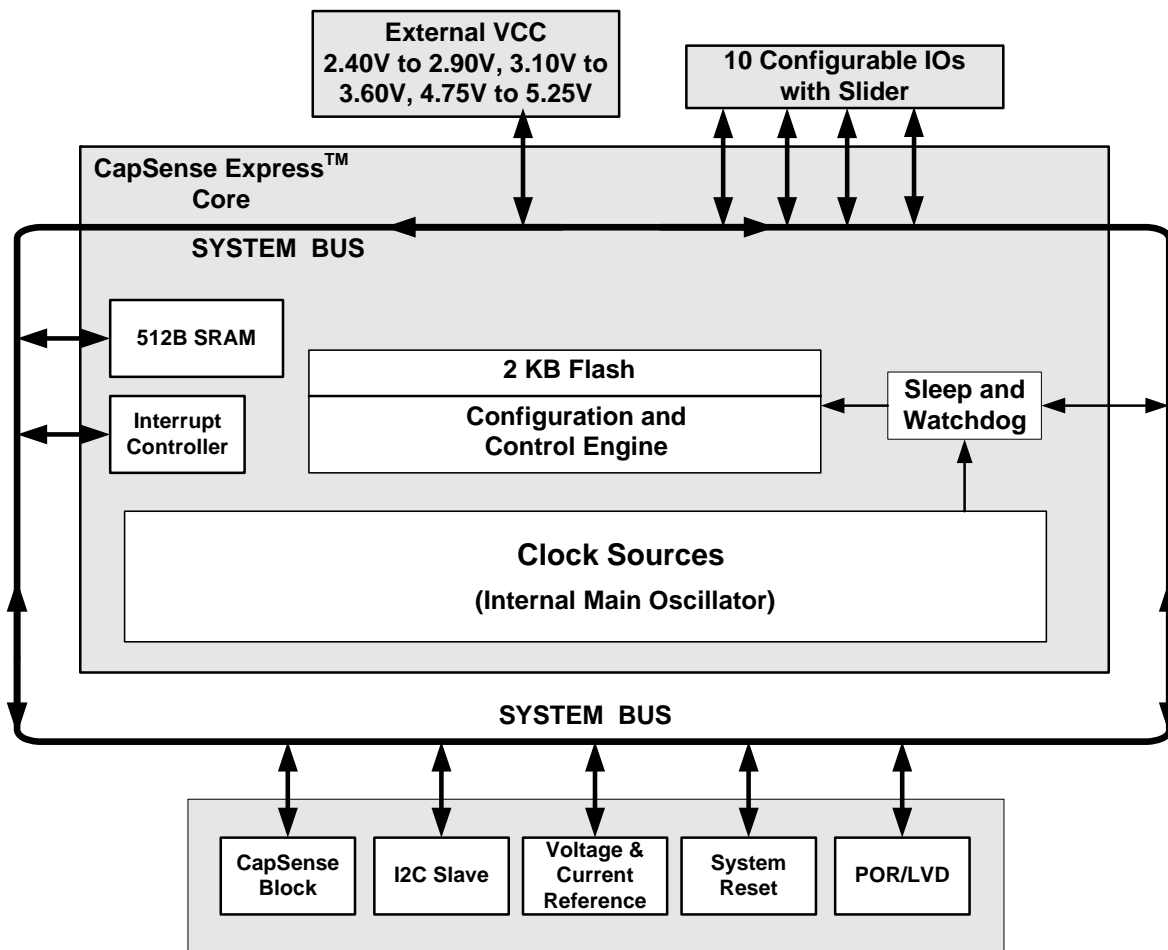 External VCC
2.40V to 2.90V, 3.10V to
3.60V, 4.75V to 5.25V
10 Configurable IOs
with Slider
CapSense Express™
Core
SYSTEM BUS
512B SRAM
2 KB Flash
Configuration and
Control Engine
Sleep and
Watchdog
Interrupt
Controller
Clock Sources
(Internal Main Oscillator)
SYSTEM BUS
CapSense
Block
I2C Slave
Voltage &
Current
Reference
System
Reset
POR/LVD